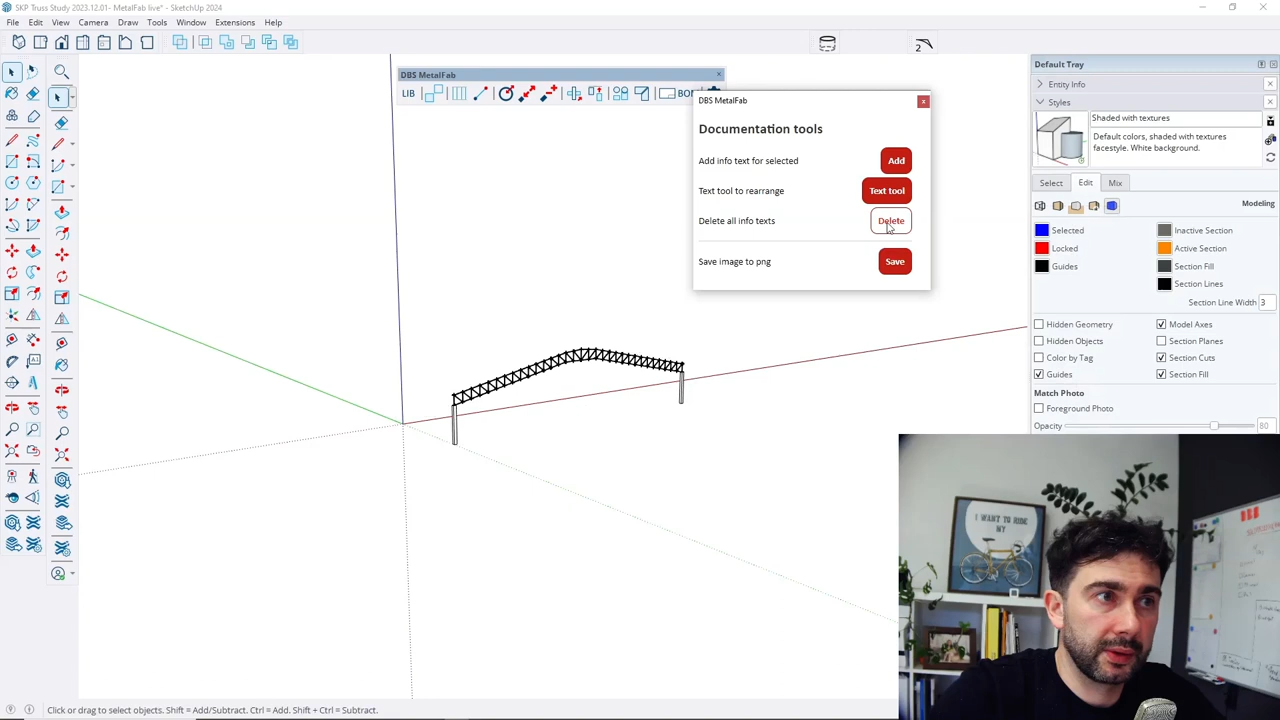 SKP Truss Study 2023.12.01- MetalFab live* - SketchUp 2024
File Edit View Camera Draw Tools Window Extensions Help
2
DBS MetalFab
LIB
BOM
DBS MetalFab
Documentation tools
Add info text for selected
Add
Text tool to rearrange
Text tool
Delete all info texts
Delete
Save image to png
Save
Default Tray
Entity Info
Styles
Shaded with textures
Default colors, shaded with textures
facestyle. White background.
Select
Edit
Mix
Modeling
Selected
Inactive Section
Locked
Active Section
Guides
Section Fill
Section Lines
Section Line Width 3
Hidden Geometry
Model Axes
Hidden Objects
Section Planes
Color by Tag
Section Cuts
Guides
Section Fill
Match Photo
Foreground Photo
Opacity
80
I WANT TO RIDE
MY
Click or drag to select objects. Shift = Add/Subtract. Ctrl = Add. Shift + Ctrl = Subtract.